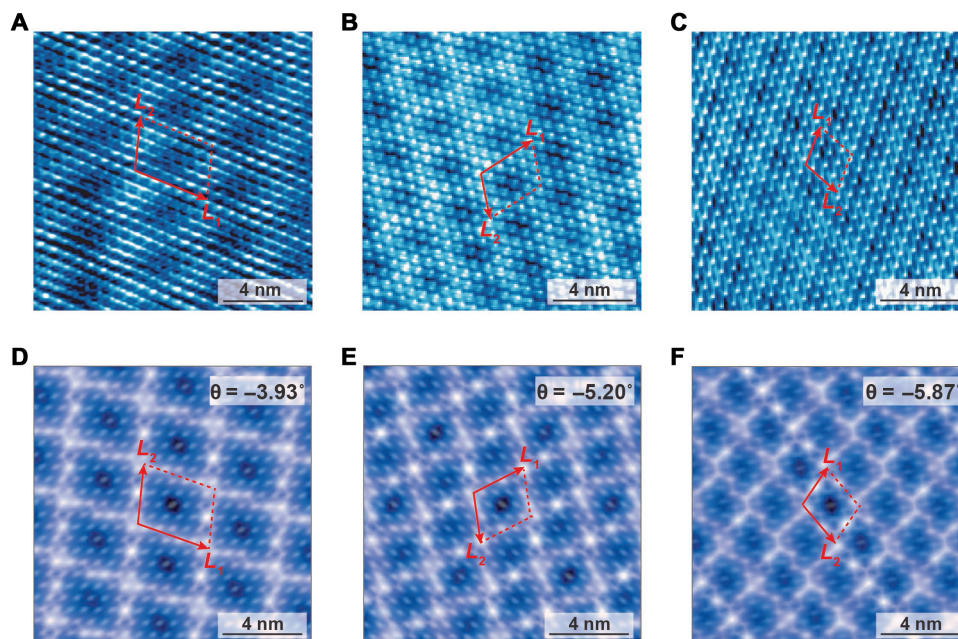 A
B
C
L2
L1
L1
L2
L1
L2
4 nm
4 nm
4 nm
D
E
F
θ = −3.93°
θ = −5.20°
θ = −5.87°
L2
L1
L1
L2
L1
L2
4 nm
4 nm
4 nm